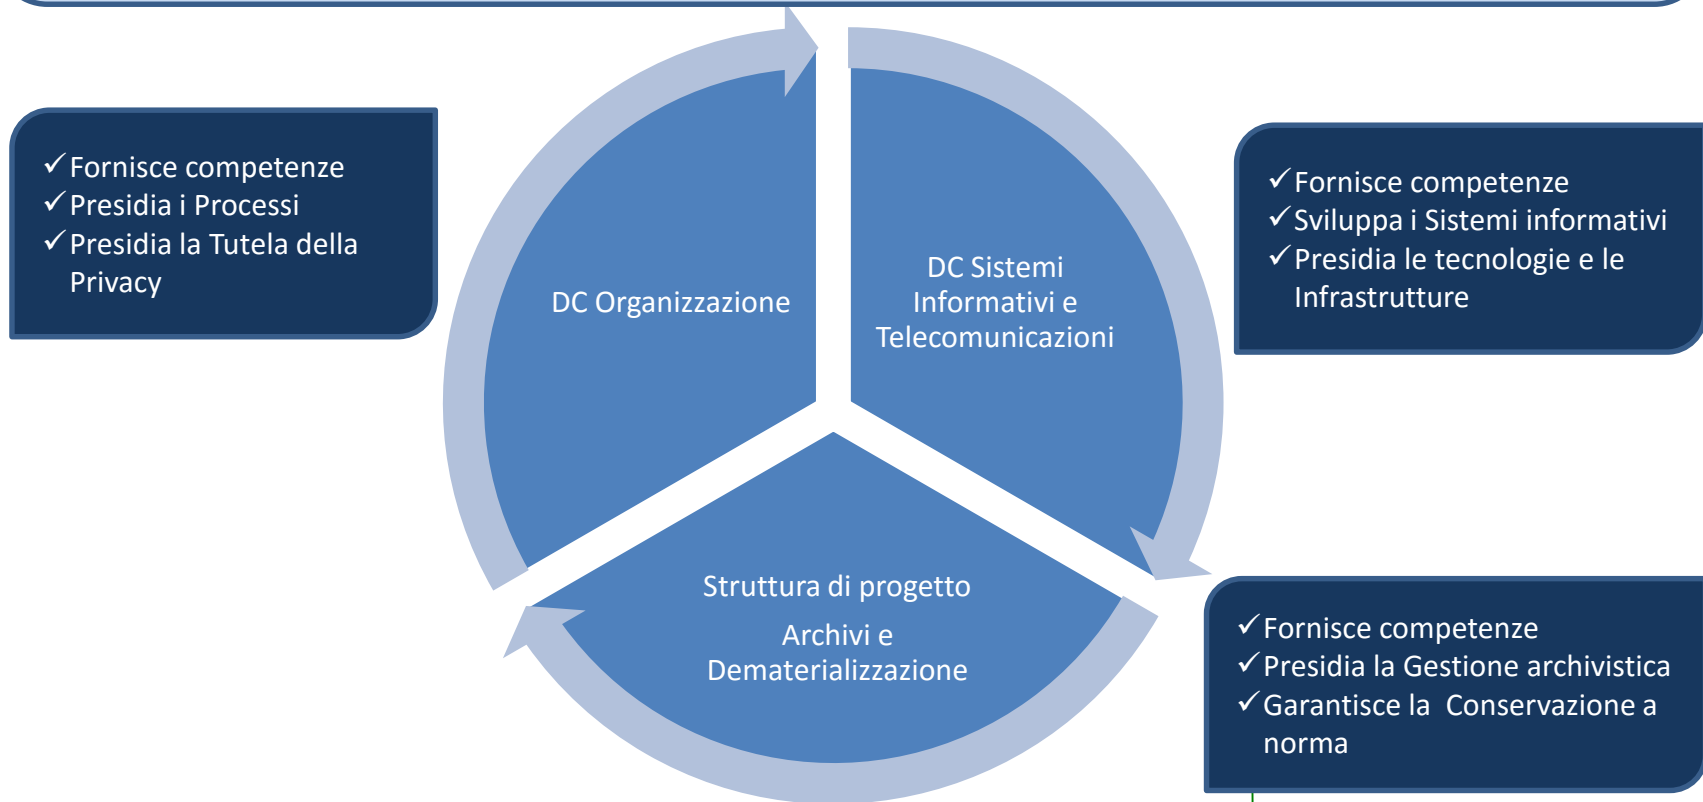 ✓Fornisce competenze
✓Presidia i Processi
✓Presidia la Tutela della
Privacy
DC Organizzazione
DC Sistemi
Informativi e
Telecomunicazioni
✓Fornisce competenze
✓Sviluppa i Sistemi informativi
✓Presidia le tecnologie e le
Infrastrutture
Struttura di progetto
Archivi e
Dematerializzazione
✓Fornisce competenze
✓Presidia la Gestione archivistica
✓Garantisce la  Conservazione a
norma